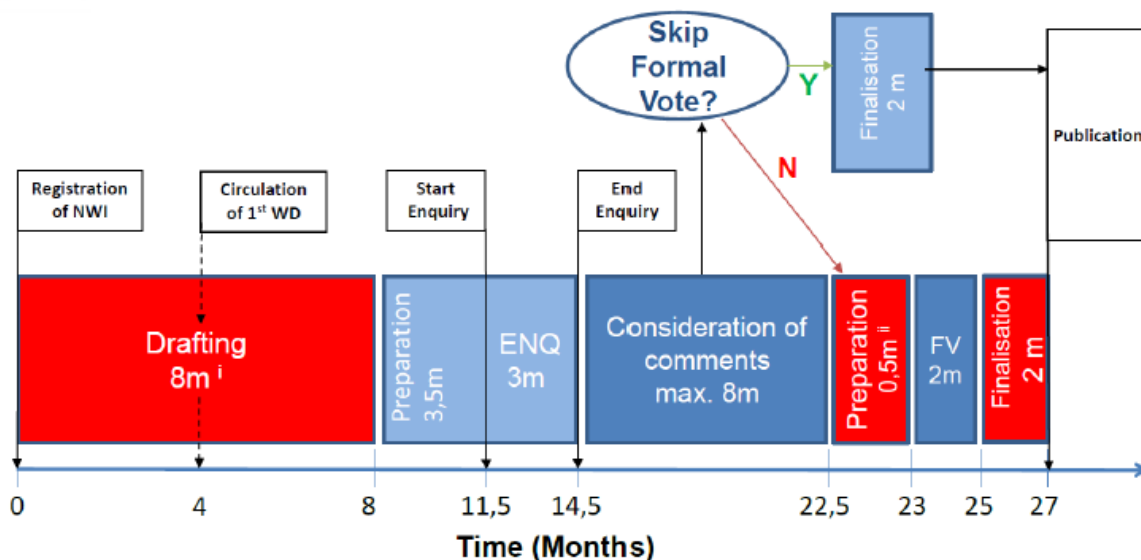 Skip
Formal
Vote?
Y
N
Finalisation
2 m
Publication
Registration
of NWI
Circulation
of 1st WD
Start
Enquiry
End
Enquiry
Drafting
8m i
Preparation
3,5m
ENQ
3m
Consideration of
comments
max. 8m
Preparation
0,5m ii
FV
2m
Finalisation
2 m
0
4
8
11,5
14,5
22,5
23
25
27
Time (Months)